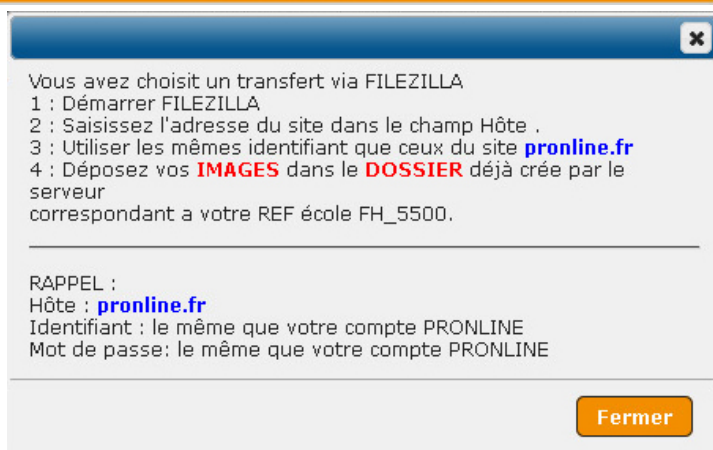 Vous avez choisit un transfert via FILEZILLA
1 : Démarrer FILEZILLA
2 : Saisissez l'adresse du site dans le champ Hôte .
3 : Utiliser les mêmes identifiant que ceux du site pronline.fr
4 : Déposez vos IMAGES dans le DOSSIER déjà crée par le
serveur
correspondant a votre REF école FH_5500.
RAPPEL :
Hôte : pronline.fr
Identifiant : le même que votre compte PRONLINE
Mot de passe: le même que votre compte PRONLINE
Fermer